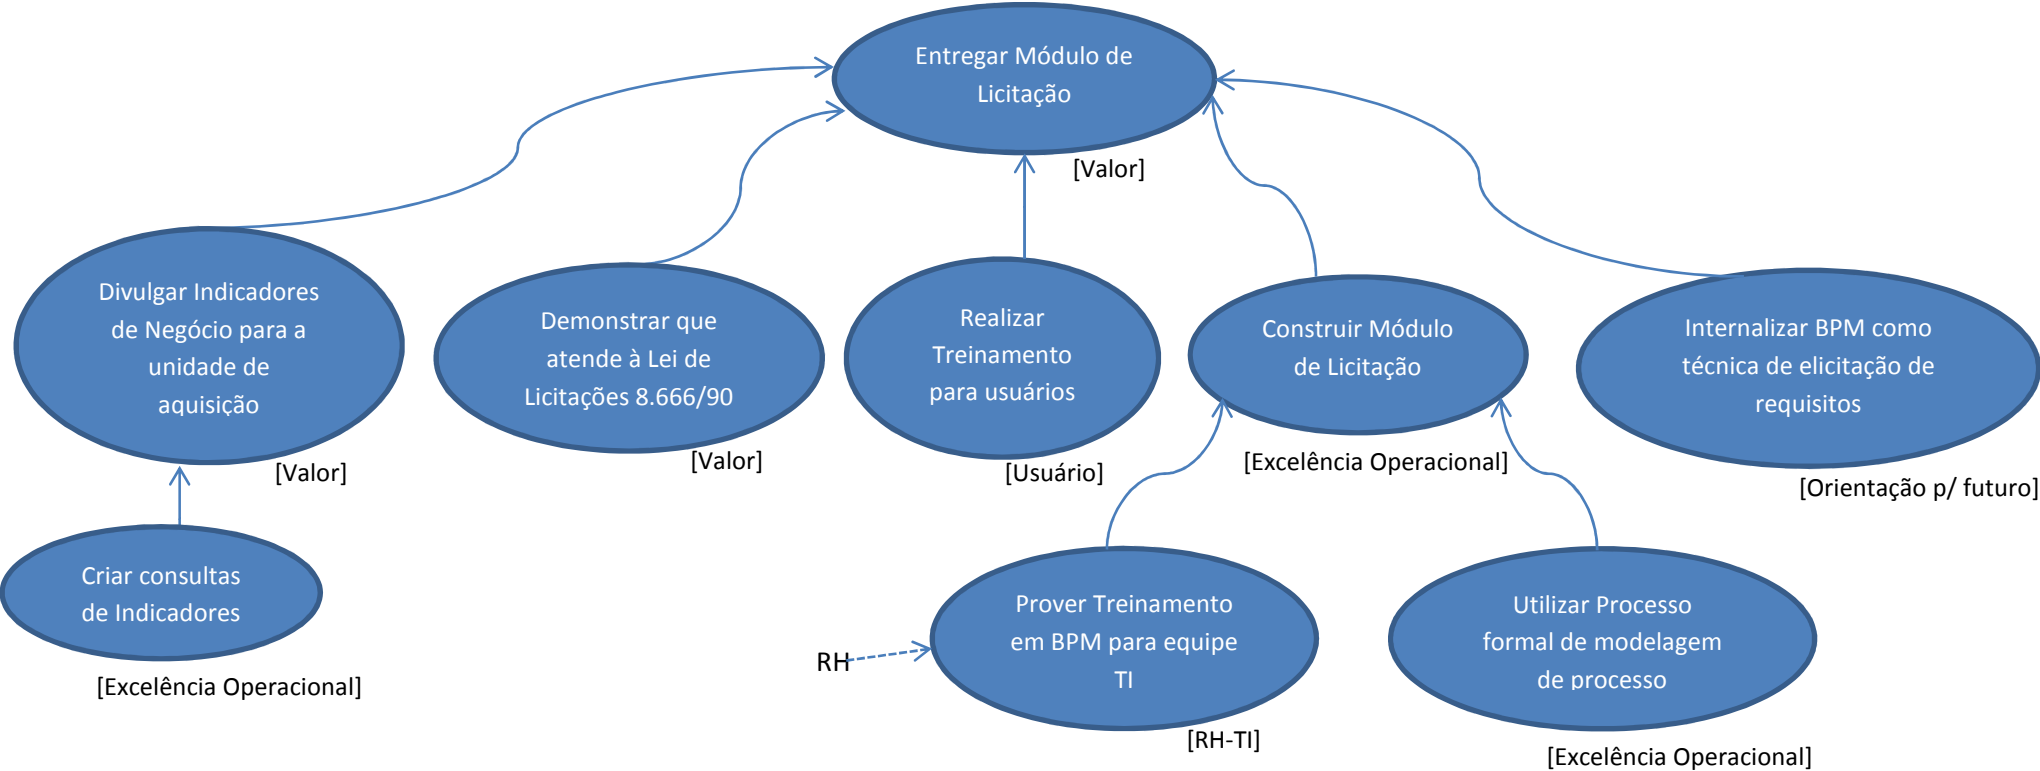 Entregar Módulo de
Licitação
[Valor]
Divulgar Indicadores
de Negócio para a
unidade de
aquisição
[Valor]
Demonstrar que
atende à Lei de
Licitações 8.666/90
[Valor]
Realizar
Treinamento
para usuários
[Usuário]
Construir Módulo
de Licitação
[Excelência Operacional]
Internalizar BPM como
técnica de elicitação de
requisitos
[Orientação p/ futuro]
Criar consultas
de Indicadores
[Excelência Operacional]
RH
Prover Treinamento
em BPM para equipe
TI
[RH-TI]
Utilizar Processo
formal de modelagem
de processo
[Excelência Operacional]